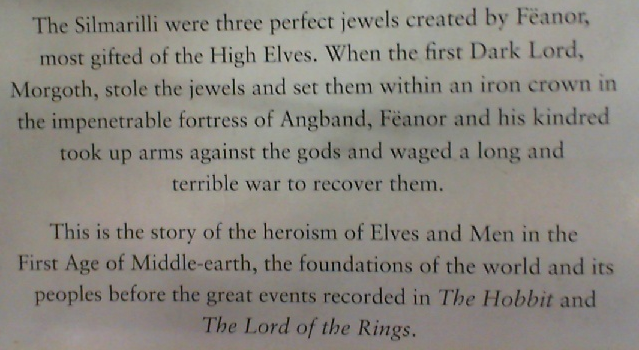 The Silmarilli were three perfect jewels created by Fëanor,
most gifted of the High Elves. When the first Dark Lord,
Morgoth, stole the jewels and set them within an iron crown in
the impenetrable fortress of Angband, Fëanor and his kindred
took up arms against the gods and waged a long and
terrible war to recover them.
This is the story of the heroism of Elves and Men in the
First Age of Middle-earth, the foundations of the world and its
peoples before the great events recorded in The Hobbit and
The Lord of the Rings.